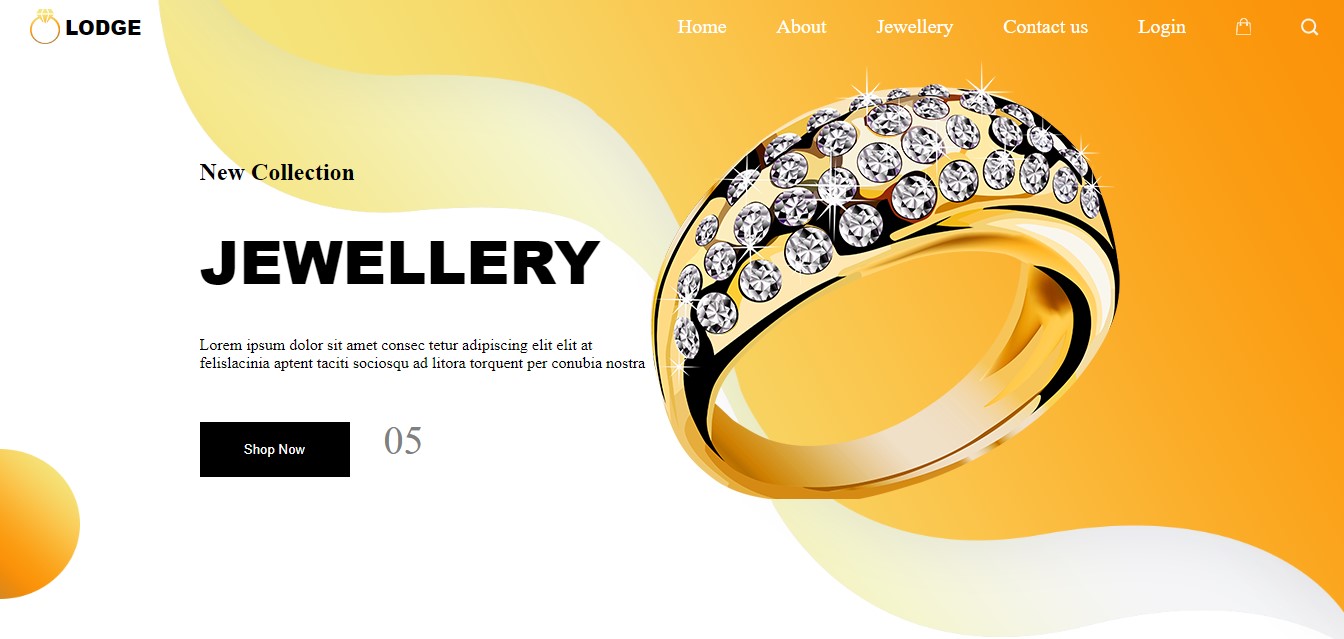 LODGE
Home About Jewellery Contact us Login
New Collection
JEWELLERY
Lorem ipsum dolor sit amet consec tetur adipiscing elit elit at
felislacinia aptent taciti sociosqu ad litora torquent per conubia nostra
Shop Now
05